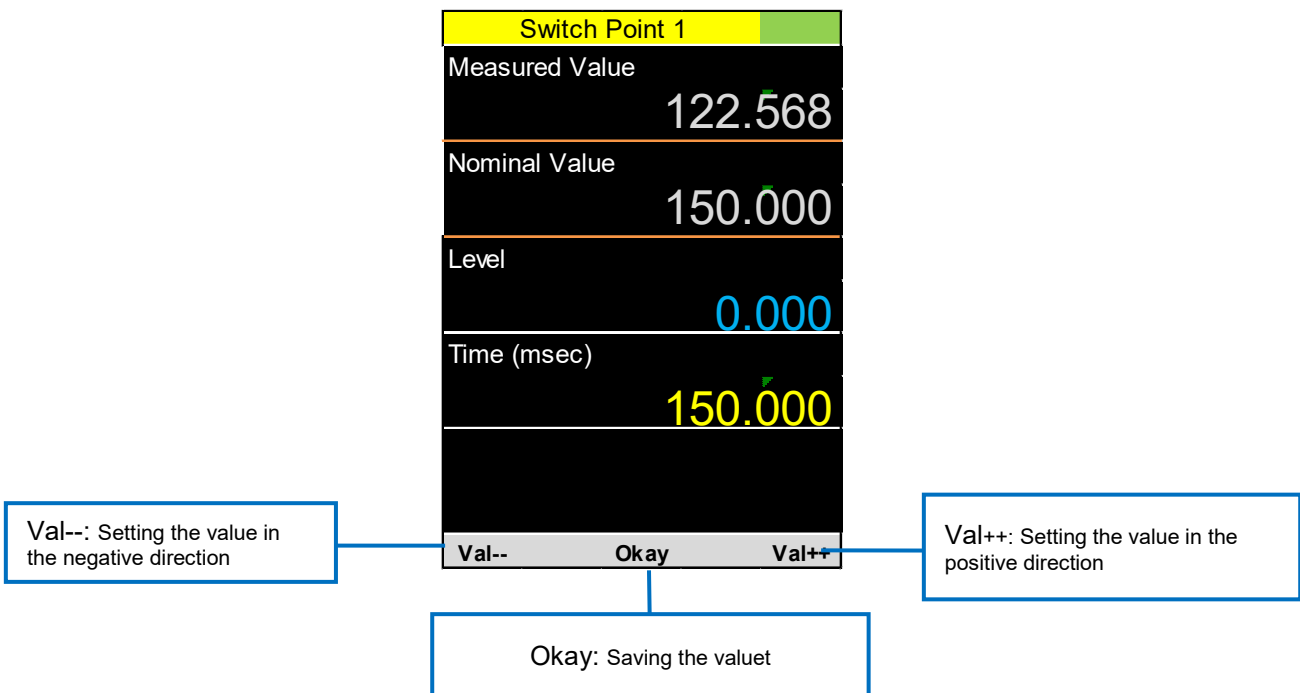 Switch Point 1
Measured Value
122.568
Nominal Value
150.000
Level
0.000
Time (msec)
150.000
Val--: Setting the value in
the negative direction
Val-- Okay Val++
Val++: Setting the value in the
positive direction
Okay: Saving the valuet